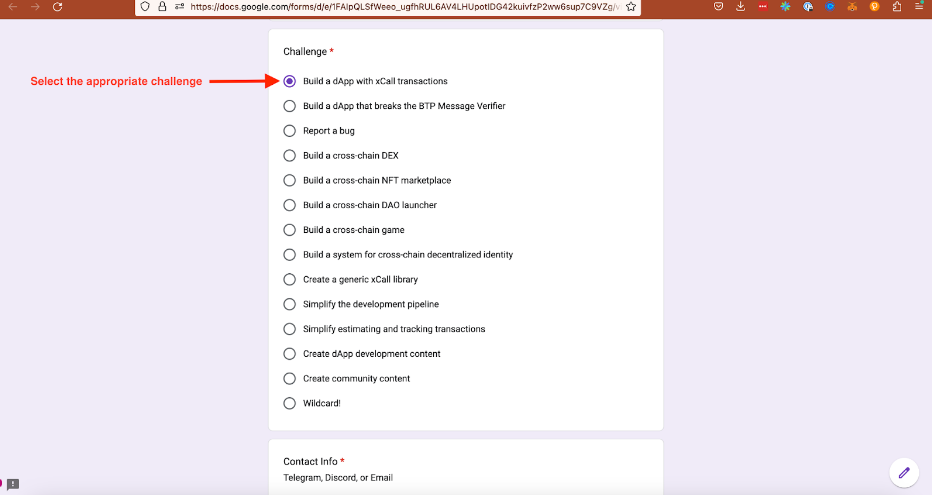 https://docs.google.com/forms/d/e/1FAIpQLSfWeeo_ugfhRUL6AV4LHUpotIDG42kuivfzP2ww6sup7C9VZg/v
Challenge *
Select the appropriate challenge
Build a dApp with xCall transactions
Build a dApp that breaks the BTP Message Verifier
Report a bug
Build a cross-chain DEX
Build a cross-chain NFT marketplace
Build a cross-chain DAO launcher
Build a cross-chain game
Build a system for cross-chain decentralized identity
Create a generic xCall library
Simplify the development pipeline
Simplify estimating and tracking transactions
Create dApp development content
Create community content
Wildcard!
Contact Info *
Telegram, Discord, or Email